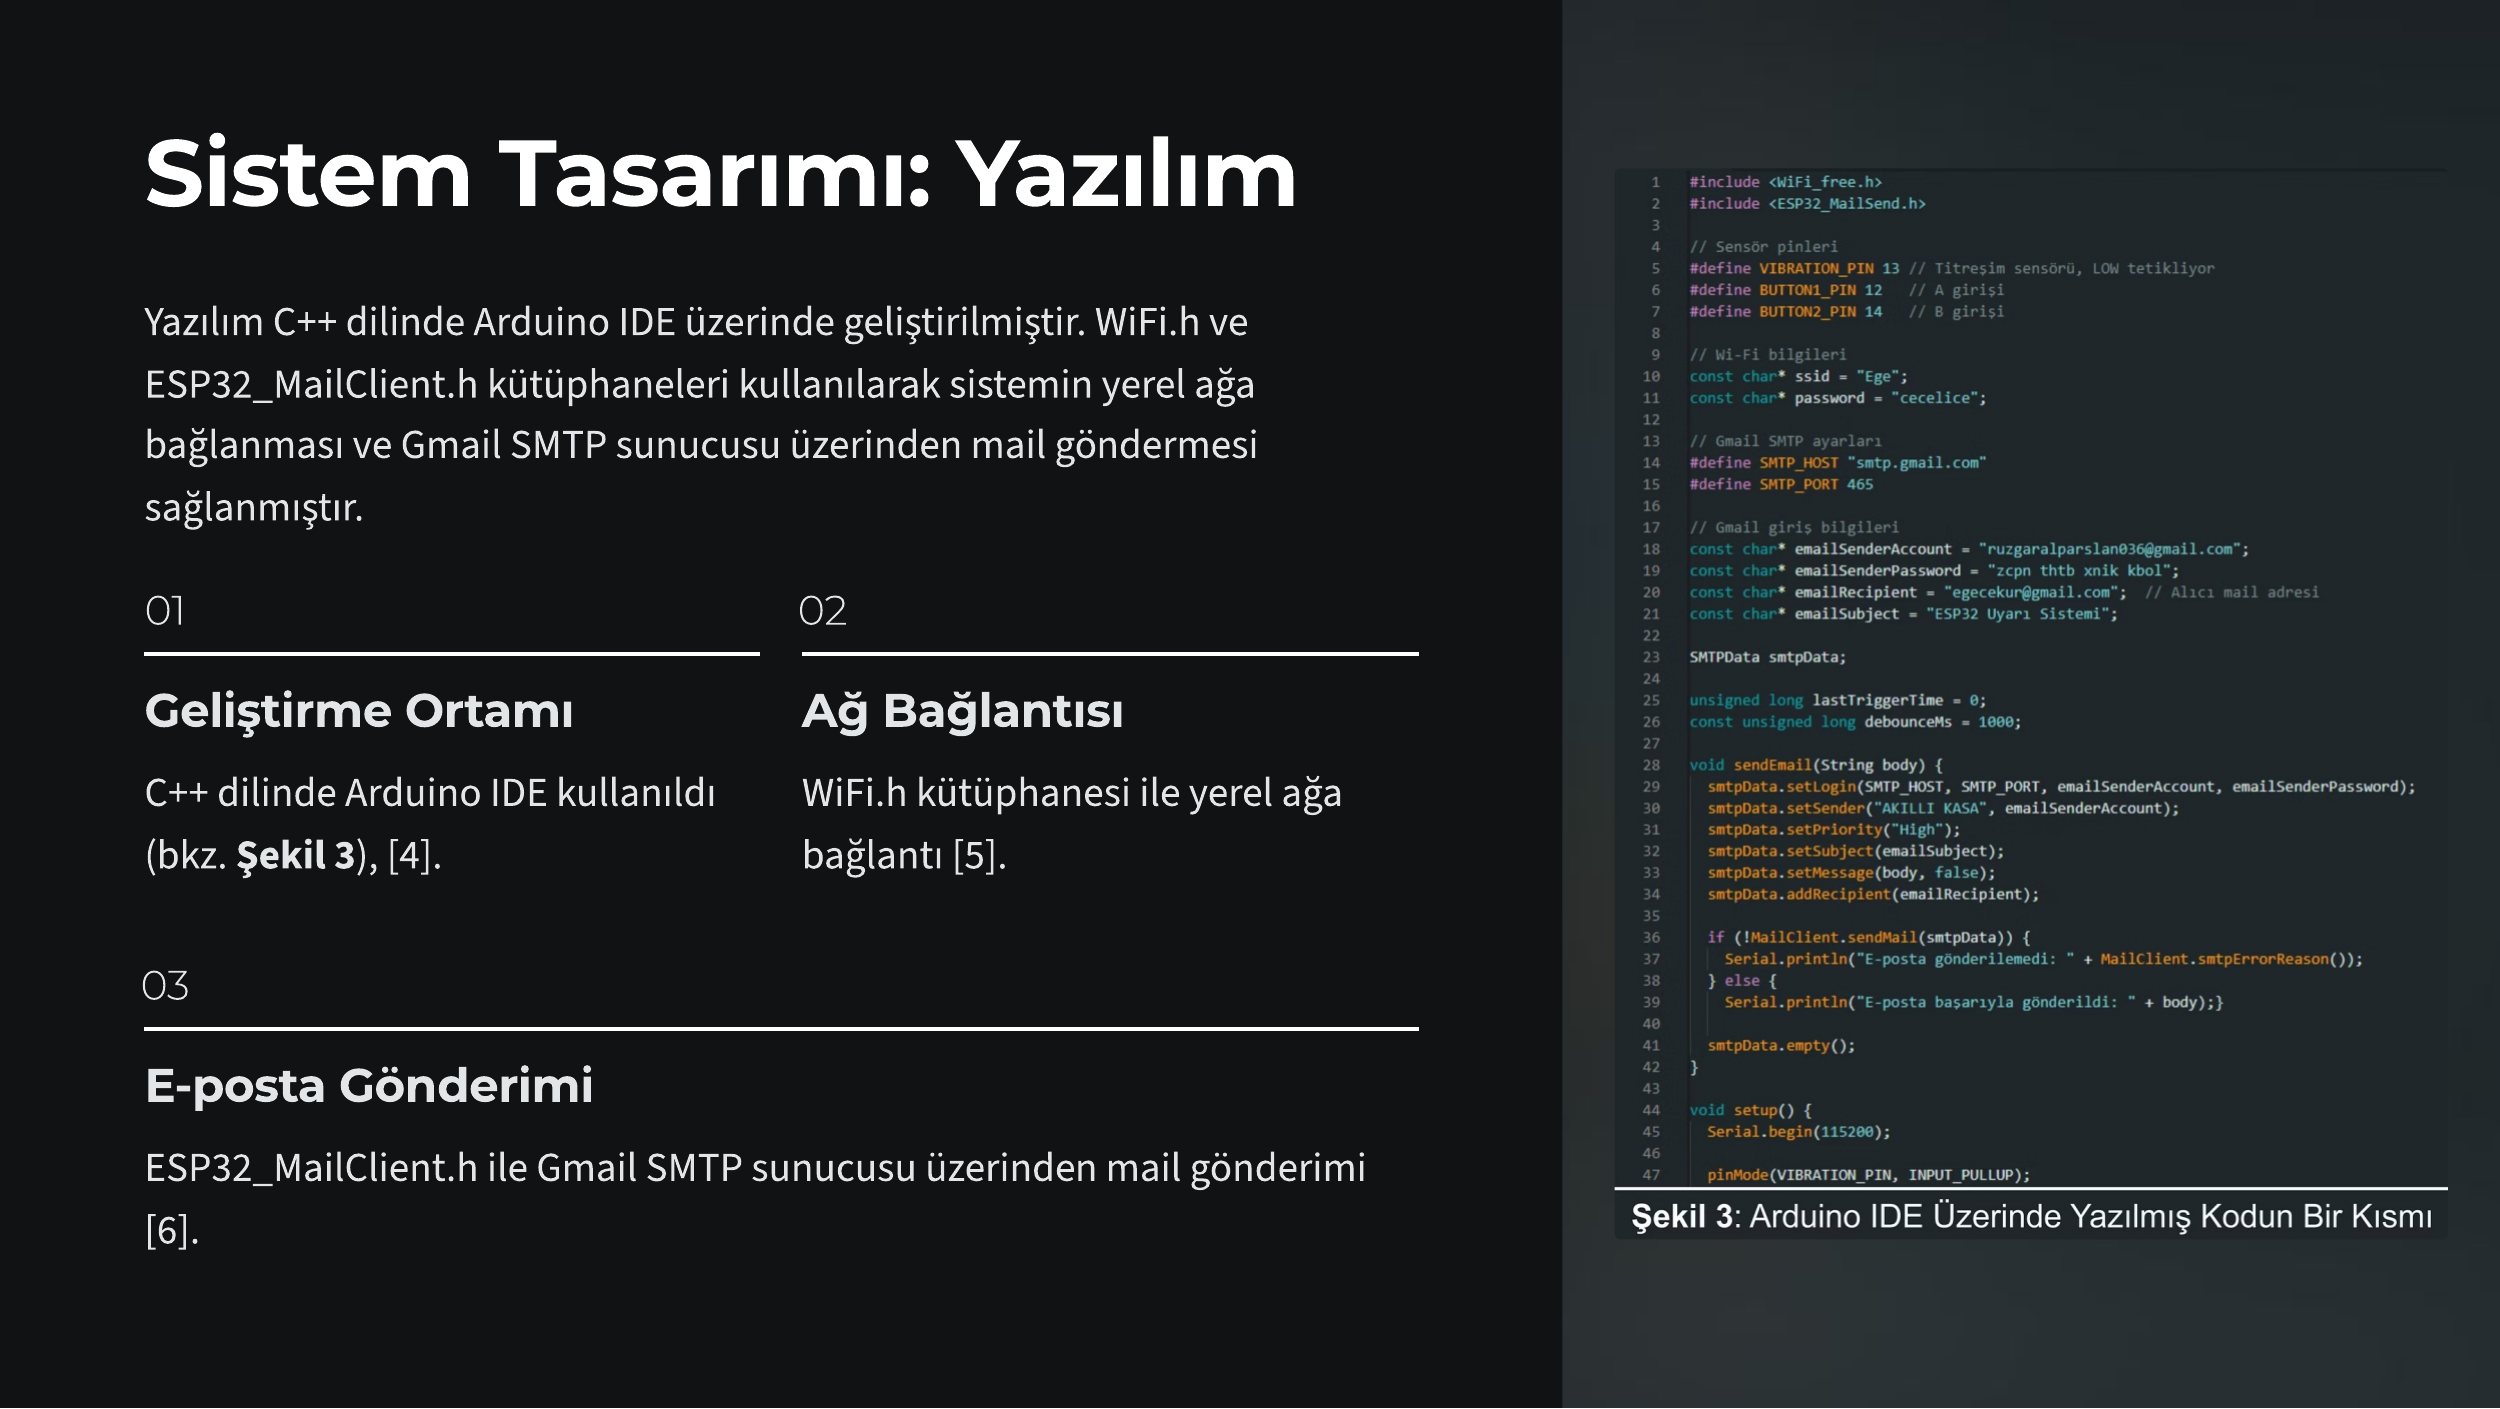 Sistem Tasarımı: Yazılım
Yazılım C++ dilinde Arduino IDE üzerinde geliştirilmiştir. WiFi.h ve
ESP32_MailClient.h kütüphaneleri kullanılarak sistemin yerel ağa
bağlanması ve Gmail SMTP sunucusu üzerinden mail göndermesi
sağlanmıştır.
01
Geliştirme Ortamı
C++ dilinde Arduino IDE kullanıldı
(bkz. Şekil 3), [4].
02
Ağ Bağlantısı
WiFi.h kütüphanesi ile yerel ağa
bağlantı [5].
03
E-posta Gönderimi
ESP32_MailClient.h ile Gmail SMTP sunucusu üzerinden mail gönderimi
[6].
1 #include <WiFi_free.h>
2 #include <ESP32_MailSend.h>
3
4 // Sensör pinleri
5 #define VIBRATION_PIN 13 // Titreşim sensörü, LOW tetikliyor
6 #define BUTTON1_PIN 12 // A girişi
7 #define BUTTON2_PIN 14 // B girişi
8
9 // Wi-Fi bilgileri
10 const char* ssid = "Ege";
11 const char* password = "cecelice";
12
13 // Gmail SMTP ayarları
14 #define SMTP_HOST "smtp.gmail.com"
15 #define SMTP_PORT 465
16
17 // Gmail giriş bilgileri
18 const char* emailSenderAccount = "ruzgaralparslan036@gmail.com";
19 const char* emailSenderPassword = "zcpn thtb xnik kbol";
20 const char* emailRecipient = "egecekur@gmail.com"; // Alıcı mail adresi
21 const char* emailSubject = "ESP32 Uyarı Sistemi";
22
23 SMTPData smtpData;
24
25 unsigned long lastTriggerTime = 0;
26 const unsigned long debounceMs = 1000;
27
28 void sendEmail(String body) {
29 smtpData.setLogin(SMTP_HOST, SMTP_PORT, emailSenderAccount, emailSenderPassword);
30 smtpData.setSender("AKILLI KASA", emailSenderAccount);
31 smtpData.setPriority("High");
32 smtpData.setSubject(emailSubject);
33 smtpData.setMessage(body, false);
34 smtpData.addRecipient(emailRecipient);
35
36 if (!MailClient.sendMail(smtpData)) {
37 Serial.println("E-posta gönderilemedi: " + MailClient.smtpErrorReason());
38 } else {
39 Serial.println("E-posta başarıyla gönderildi: " + body);}
40
41 smtpData.empty();
42 }
43
44 void setup() {
45 Serial.begin(115200);
46
47 pinMode(VIBRATION_PIN, INPUT_PULLUP);
Şekil 3: Arduino IDE Üzerinde Yazılmış Kodun Bir Kısmı